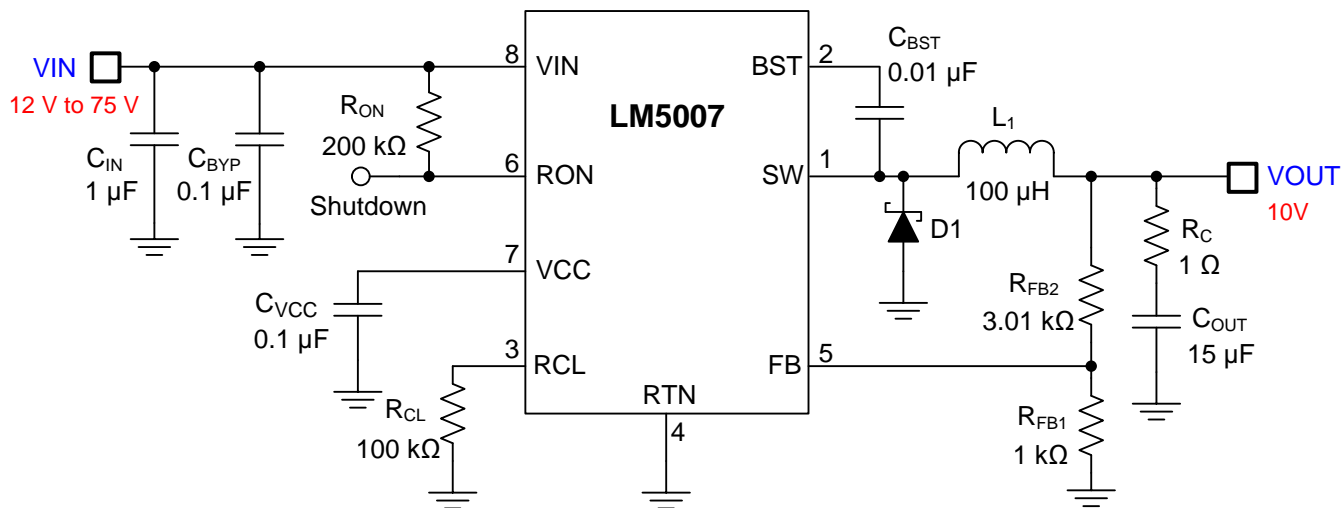 VIN
12 V to 75 V
CIN
1 µF
CBYP
0.1 µF
RON
200 kΩ
Shutdown
CVCC
0.1 µF
RCL
100 kΩ
8
VIN
6
RON
7
VCC
3
RCL
LM5007
RTN
4
BST
2
SW
1
FB
5
CBST
0.01 µF
L1
100 µH
D1
RFB2
3.01 kΩ
RFB1
1 kΩ
RC
1 Ω
COUT
15 µF
VOUT
10V